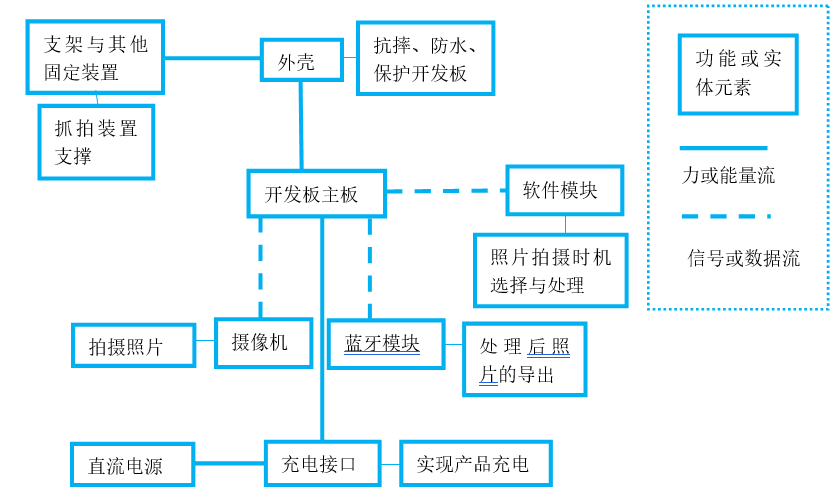 支架与其他
固定装置
外壳
抗摔、防水、
保护开发板
功能或实
体元素
抓拍装置
支撑
力或能量流
开发板主板
软件模块
信号或数据流
照片拍摄时机
选择与处理
拍摄照片
摄像机
蓝牙模块
处理后照
片的导出
直流电源
充电接口
实现产品充电